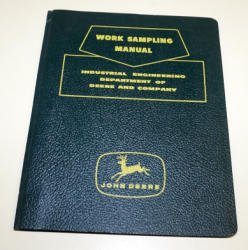 WORK SAMPLING
MANUAL
INDUSTRIAL ENGINEERING
DEPARTMENT OF
DEERE AND COMPANY
JOHN DEERE